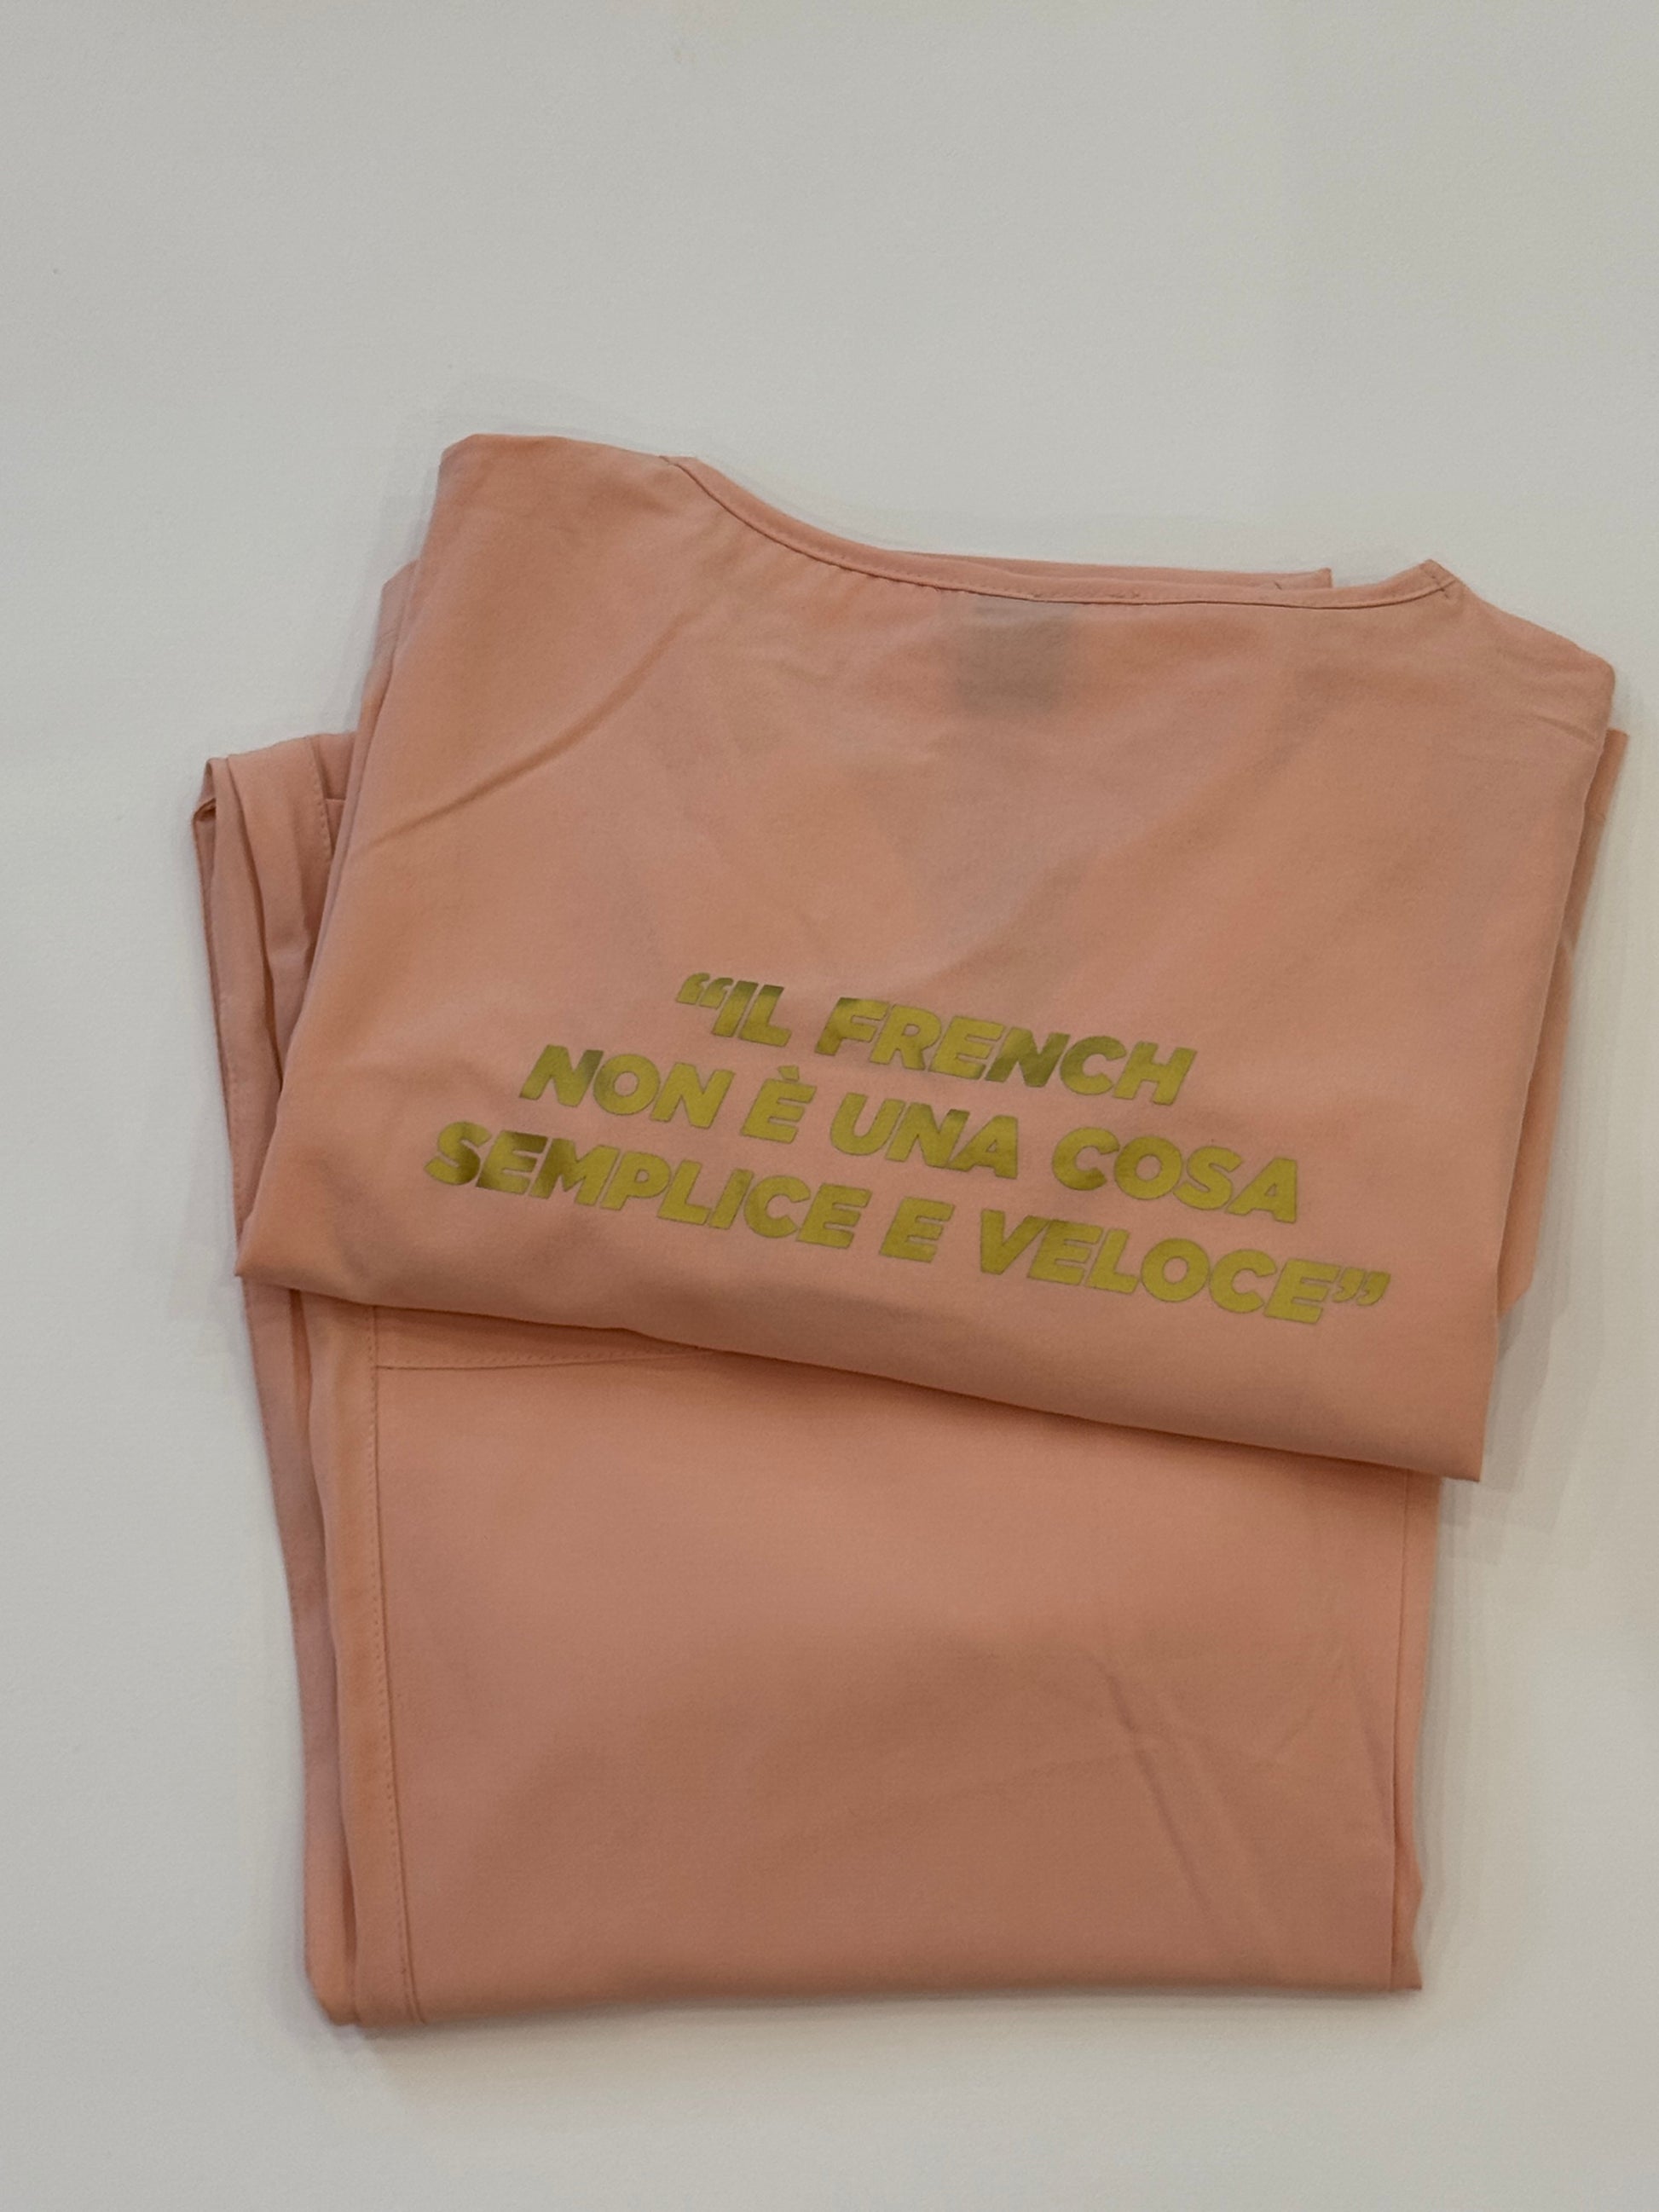 “IL FRENCH
NON È UNA COSA
SEMPLICE E VELOCE”